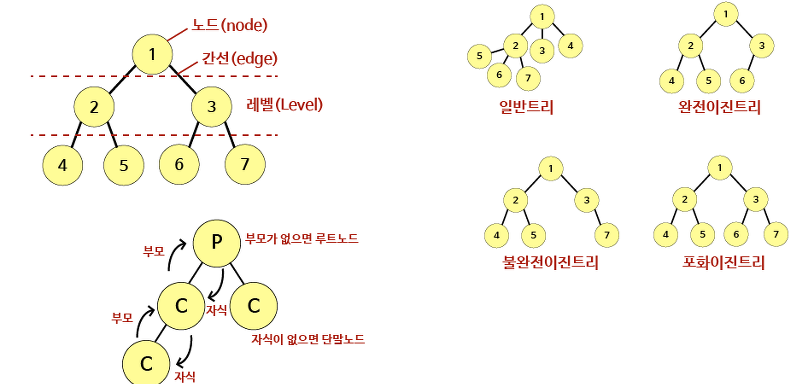 노드(node)
1
간선(edge)
2
3
레벨(Level)
4
5
6
7
P
부모가 없으면 루트노드
부모
C
자식
C
부모
자식이 없으면 단말노드
C
자식
1
2
3
4
5
6
7
일반트리
1
2
3
4
5
6
완전이진트리
1
2
3
4
5
7
불완전이진트리
1
2
3
4
5
6
7
포화이진트리